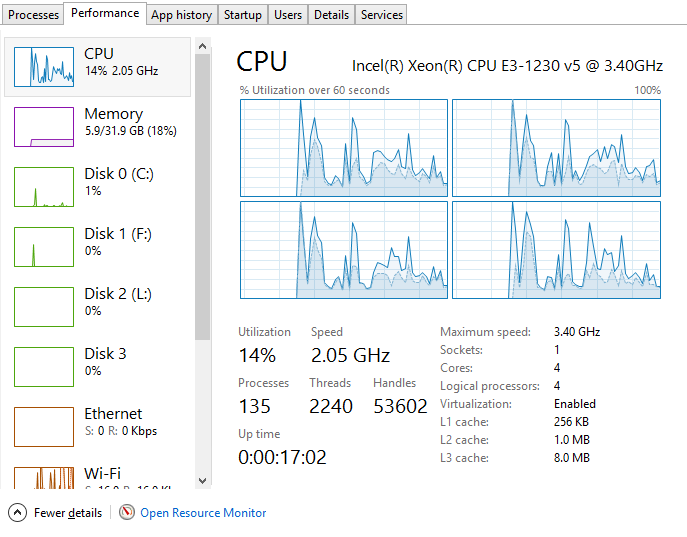 Processes Performance App history Startup Users Details Services
CPU
14% 2.05 GHz
Memory
5.9/31.9 GB (18%)
Disk 0 (C:)
1%
Disk 1 (F:)
0%
Disk 2 (L:)
0%
Disk 3
0%
Ethernet
S: 0 R: 0 Kbps
Wi-Fi
CPU Intel(R) Xeon(R) CPU E3-1230 v5 @ 3.40GHz
% Utilization over 60 seconds 100%
Utilization Speed
14% 2.05 GHz
Processes Threads Handles
135 2240 53602
Up time
0:00:17:02
Maximum speed: 3.40 GHz
Sockets: 1
Cores: 4
Logical processors: 4
Virtualization: Enabled
L1 cache: 256 KB
L2 cache: 1.0 MB
L3 cache: 8.0 MB
Fewer details Open Resource Monitor